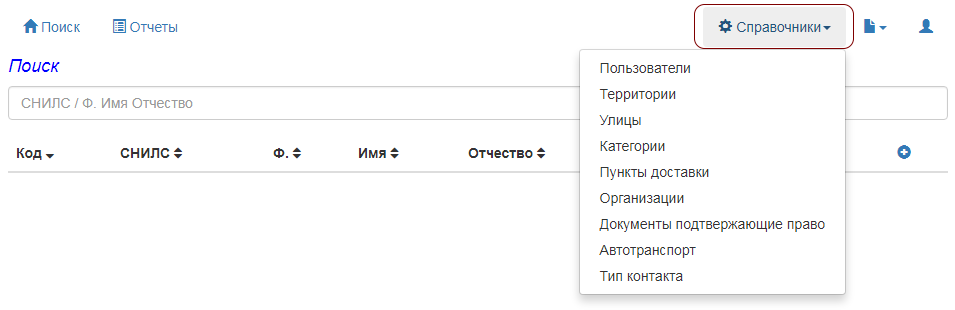 Поиск Отчеты Справочники
Поиск
СНИЛС / Ф. Имя Отчество
Код СНИЛС Ф. Имя Отчество
Пользователи
Территории
Улицы
Категории
Пункты доставки
Организации
Документы подтвержающие право
Автотранспорт
Тип контакта